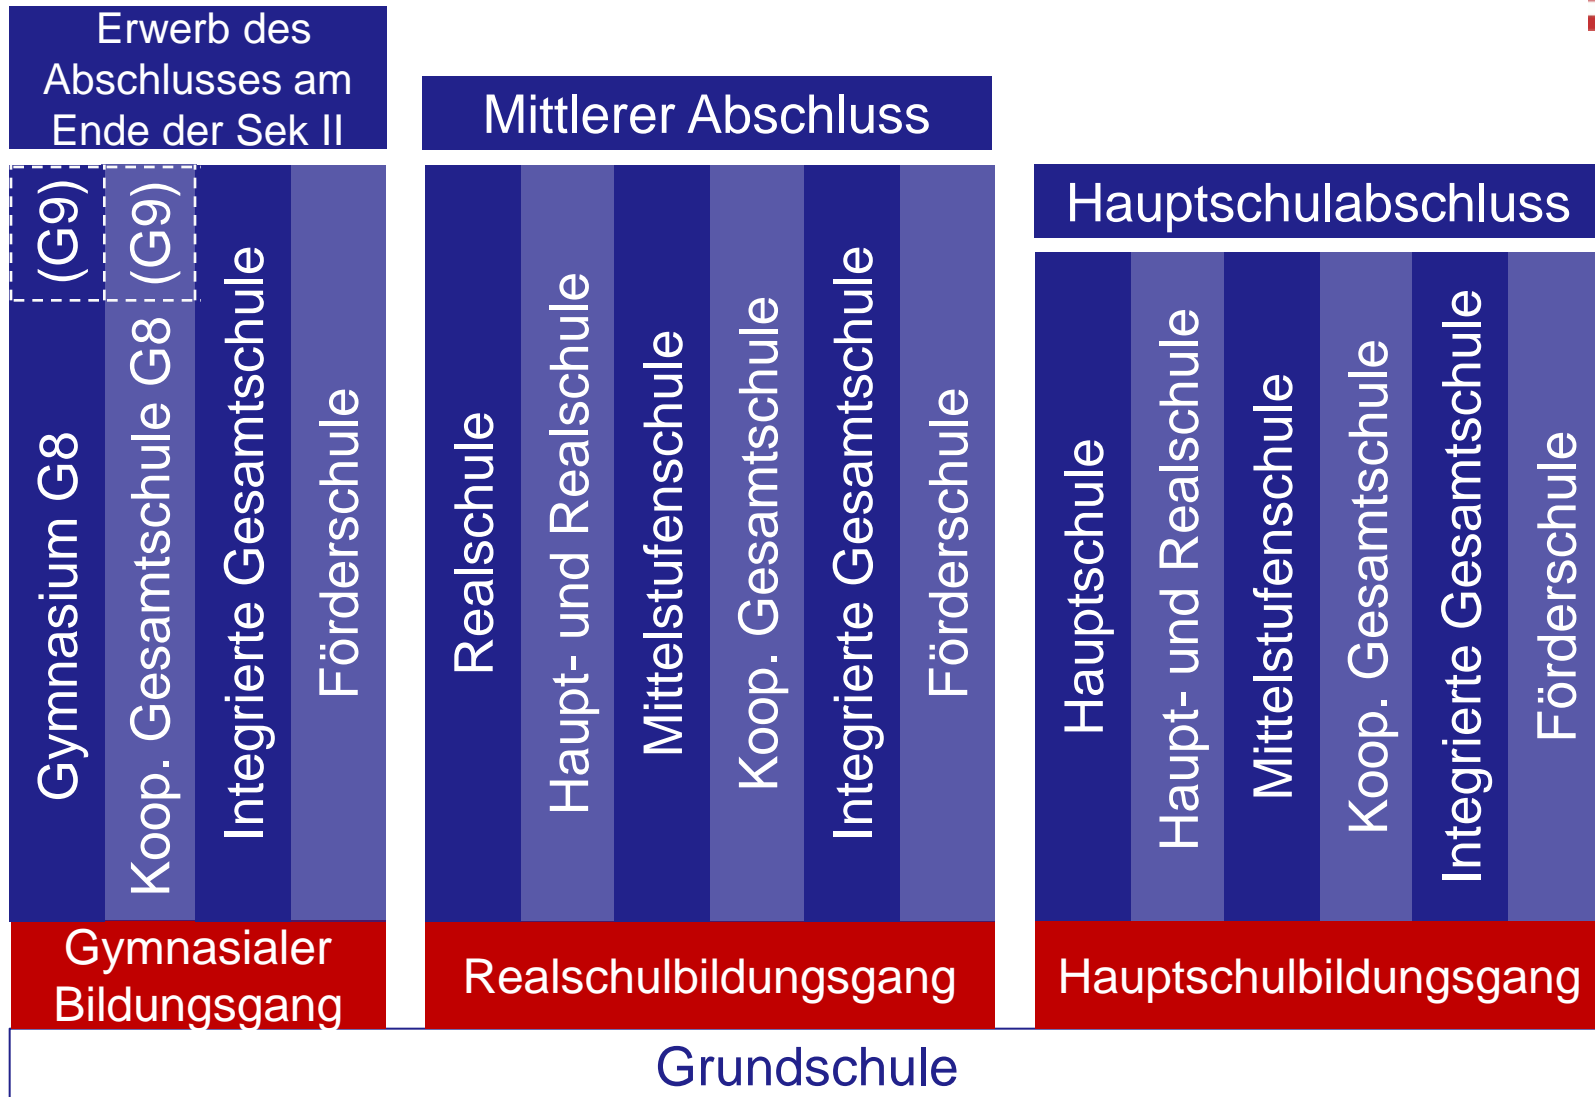 Erwerb des
Abschlusses am
Ende der Sek II
Mittlerer Abschluss
Hauptschulabschluss
Gymnasium G8 (G9)
Koop. Gesamtschule G8 (G9)
Integrierte Gesamtschule
Förderschule
Realschule
Haupt- und Realschule
Mittelstufenschule
Koop. Gesamtschule
Integrierte Gesamtschule
Förderschule
Hauptschule
Haupt- und Realschule
Mittelstufenschule
Koop. Gesamtschule
Integrierte Gesamtschule
Förderschule
Gymnasialer
Bildungsgang
Realschulbildungsgang
Hauptschulbildungsgang
Grundschule